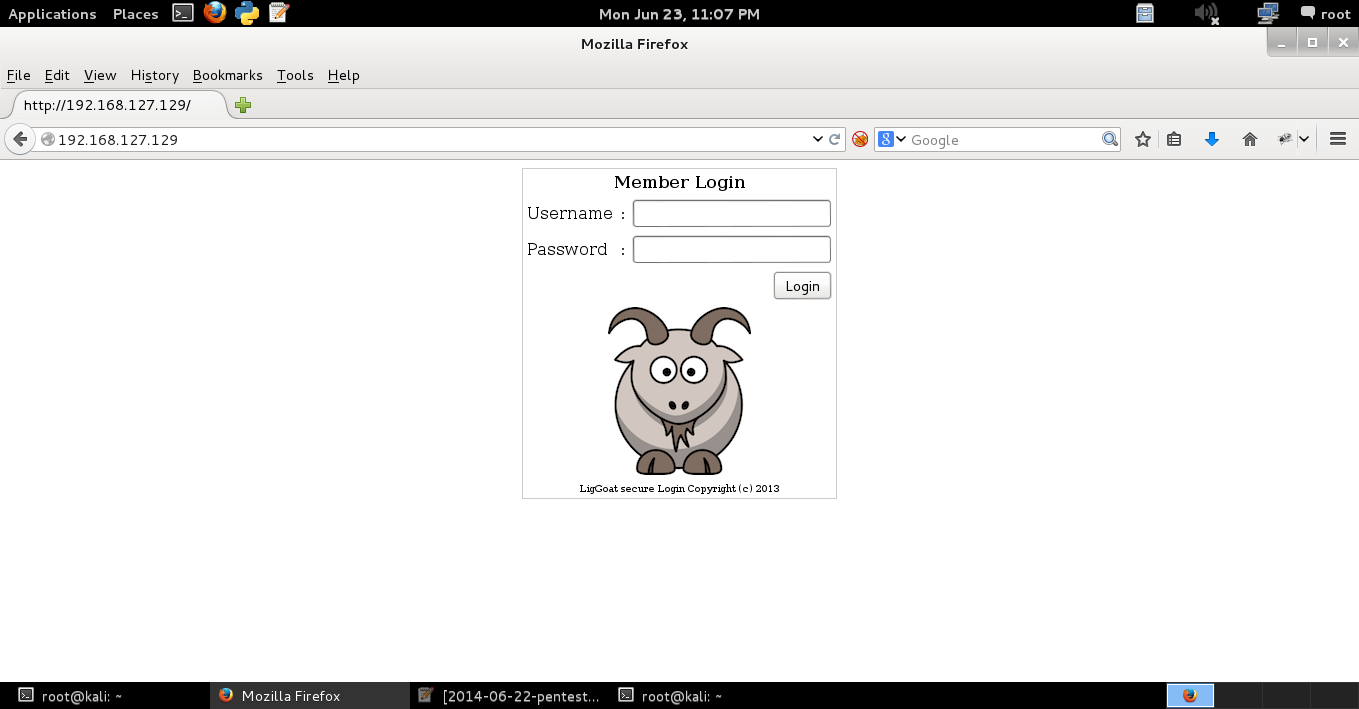 Applications Places Mon Jun 23, 11:07 PM root
Mozilla Firefox
File Edit View History Bookmarks Tools Help
http://192.168.127.129/
192.168.127.129 Google
Member Login
Username :
Password :
Login
LigGoat secure Login Copyright (c) 2013
root@kali: ~ Mozilla Firefox [2014-06-22-pentest... root@kali: ~